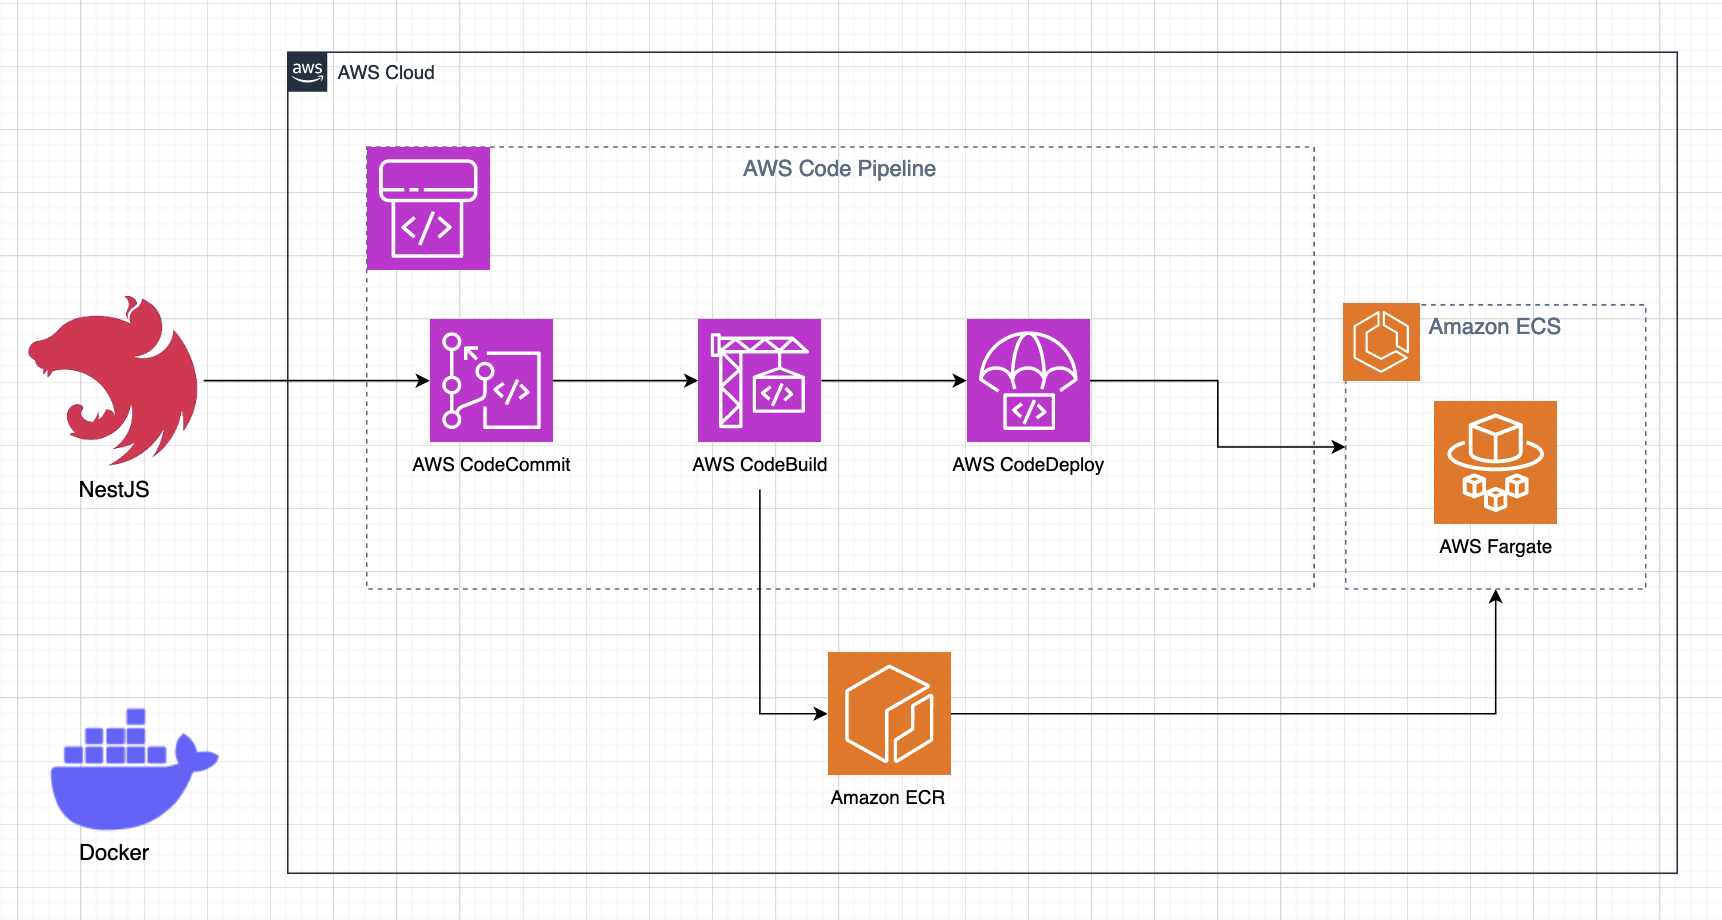 aws
AWS Cloud
AWS Code Pipeline
</>
Amazon ECS
</>
</>
</>
NestJS
AWS CodeCommit
AWS CodeBuild
AWS CodeDeploy
AWS Fargate
Amazon ECR
Docker